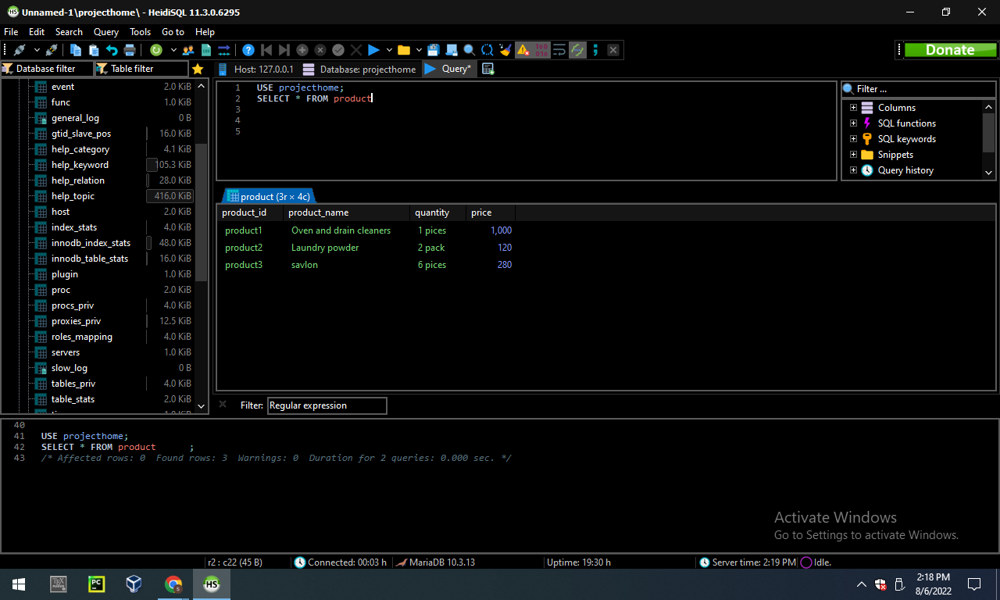 Unnamed-1\projecthome\ - HeidiSQL 11.3.0.6295
File Edit Search Query Tools Go to Help
Donate
Database filter Table filter Host: 127.0.0.1 Database: projecthome Query*
event 2.0 KiB
func 1.0 KiB
general_log 0 B
gtid_slave_pos 16.0 KiB
help_category 4.1 KiB
help_keyword 105.3 KiB
help_relation 28.0 KiB
help_topic 416.0 KiB
host 2.0 KiB
index_stats 4.0 KiB
innodb_index_stats 48.0 KiB
innodb_table_stats 16.0 KiB
plugin 1.0 KiB
proc 2.0 KiB
procs_priv 4.0 KiB
proxies_priv 12.5 KiB
roles_mapping 4.0 KiB
servers 1.0 KiB
slow_log 0 B
tables_priv 4.0 KiB
table_stats 2.0 KiB
1 USE projecthome;
2 SELECT * FROM product
3
4
5
Filter ...
Columns
SQL functions
SQL keywords
Snippets
Query history
product (3r × 4c)
product_id product_name quantity price
product1 Oven and drain cleaners 1 pices 1,000
product2 Laundry powder 2 pack 120
product3 savlon 6 pices 280
Filter: Regular expression
40
41 USE projecthome;
42 SELECT * FROM product ;
43 /* Affected rows: 0 Found rows: 3 Warnings: 0 Duration for 2 queries: 0.000 sec. */
Activate Windows
Go to Settings to activate Windows.
r2 : c22 (45 B) Connected: 00:03 h MariaDB 10.3.13 Uptime: 19:30 h Server time: 2:19 PM Idle.
2:18 PM
8/6/2022